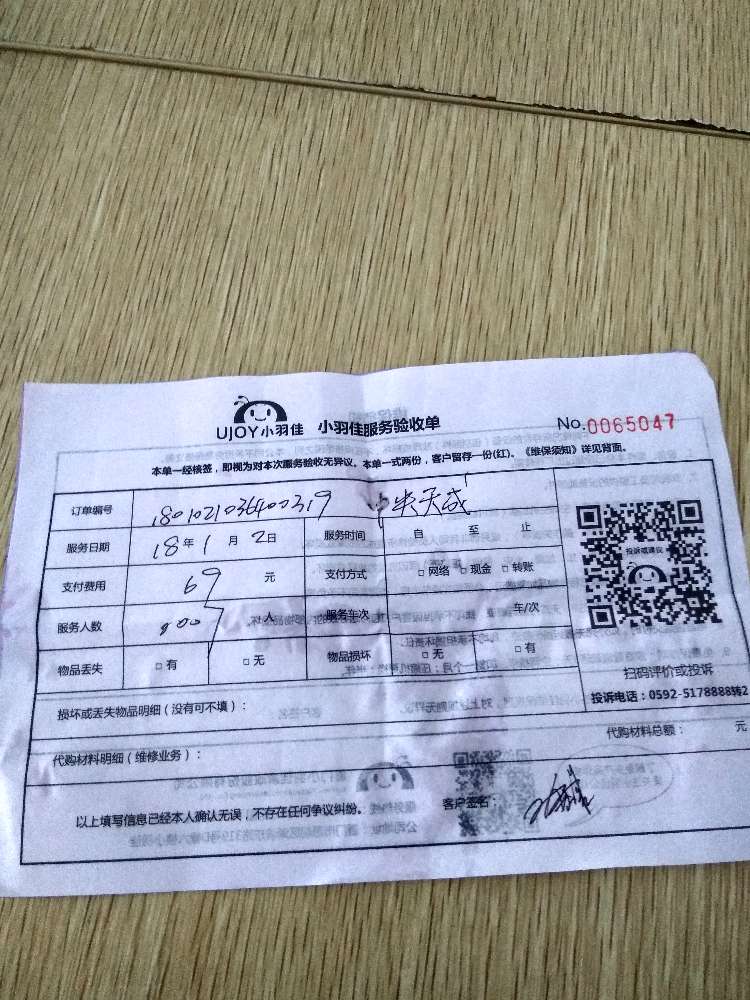 UJOY小羽佳 小羽佳服务验收单 No.0065047
本单一经核签，即视为对本次服务验收无异议。本单一式两份，客户留存一份(红)。《维保须知》详见背面。
订单编号 1801021036400319
服务日期 18年1月2日 服务时间 自 至 止
支付费用 69 元 支付方式 □网络 □现金 □转账
服务人数 人 服务车次 车/次
物品丢失 □有 □无 物品损坏 □无 □有
投诉或建议
扫码评价或投诉
投诉电话：0592-5178888转2
损坏或丢失物品明细（没有可不填）：
代购材料明细（维修业务）： 代购材料总额： 元
以上填写信息已经本人确认无误，不存在任何争议纠纷。 客户签名：